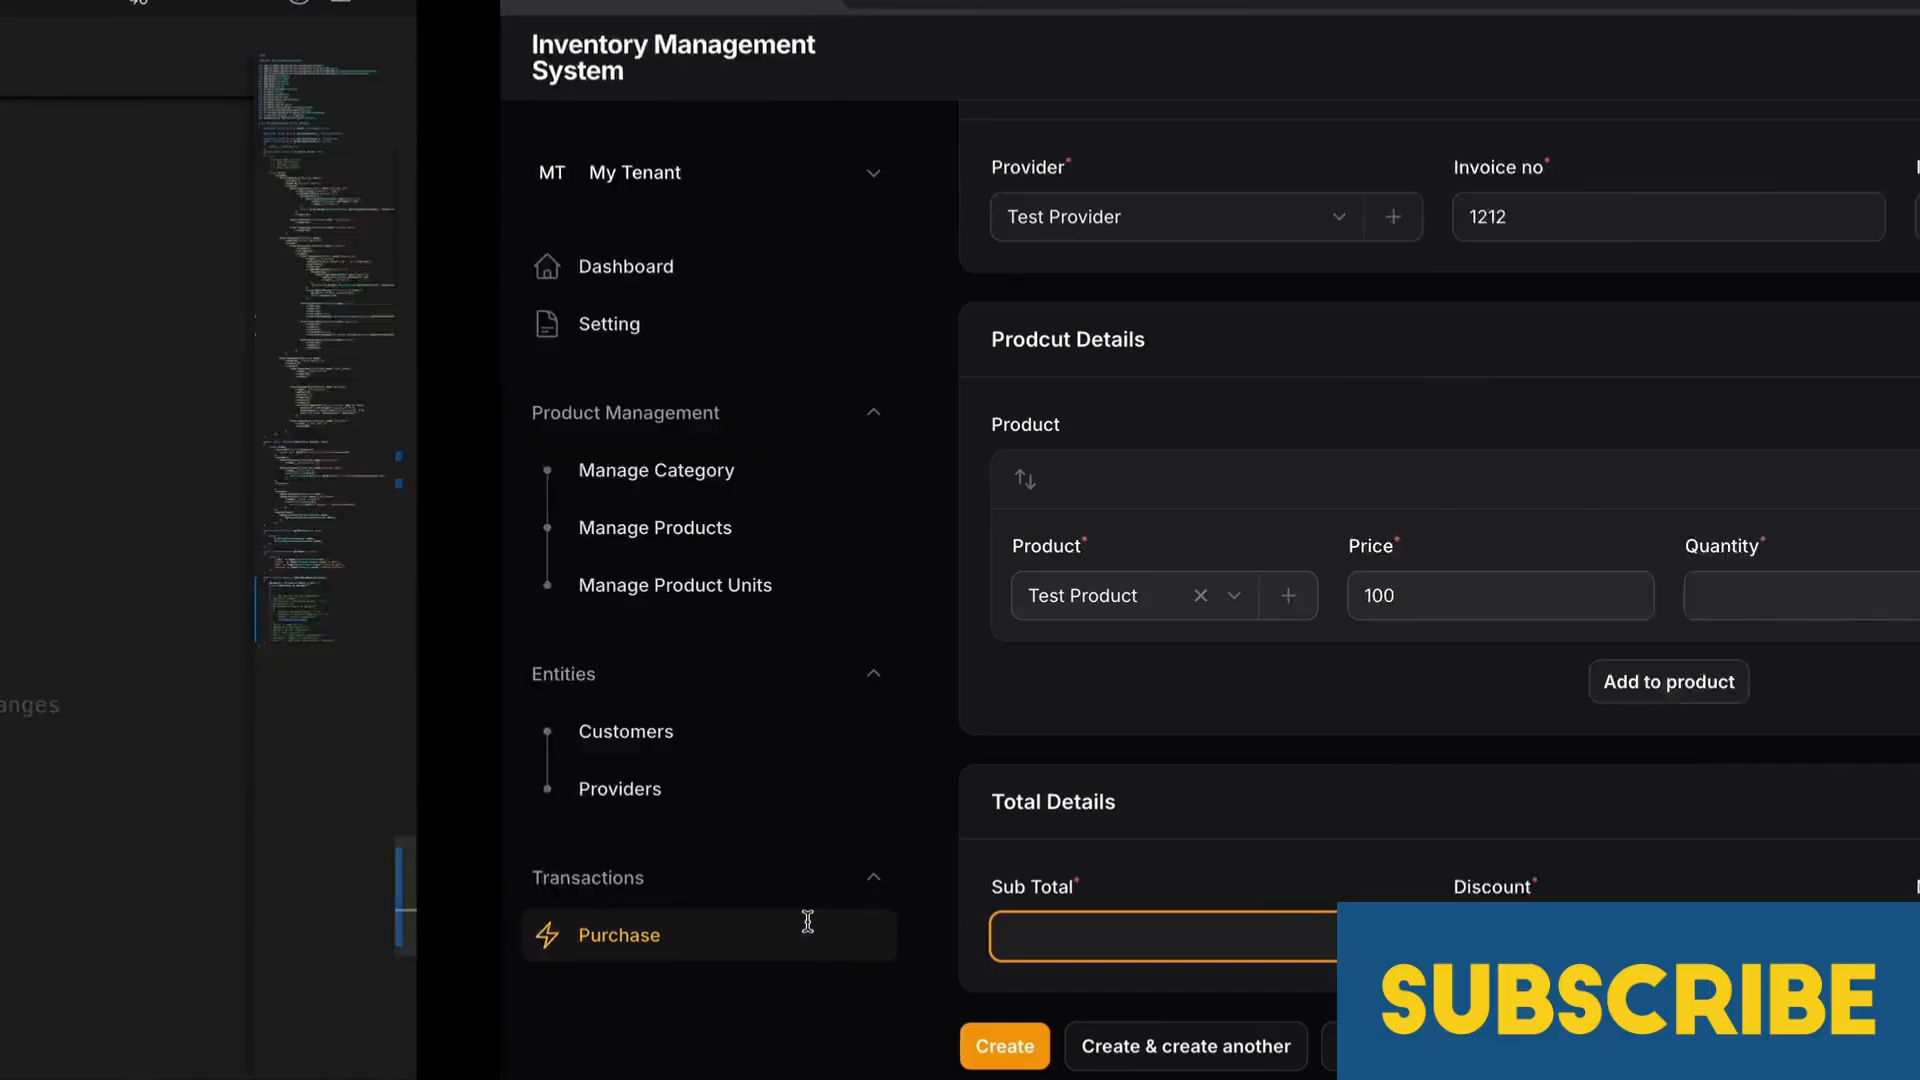 Inventory Management
System
MT My Tenant
Dashboard
Setting
Product Management
Manage Category
Manage Products
Manage Product Units
Entities
Customers
Providers
Transactions
Purchase
Provider*
Invoice no*
Test Provider
1212
Prodcut Details
Product
Product*
Price*
Quantity*
Test Product
100
Add to product
Total Details
Sub Total*
Discount*
Create
Create & create another
anges
SUBSCRIBE